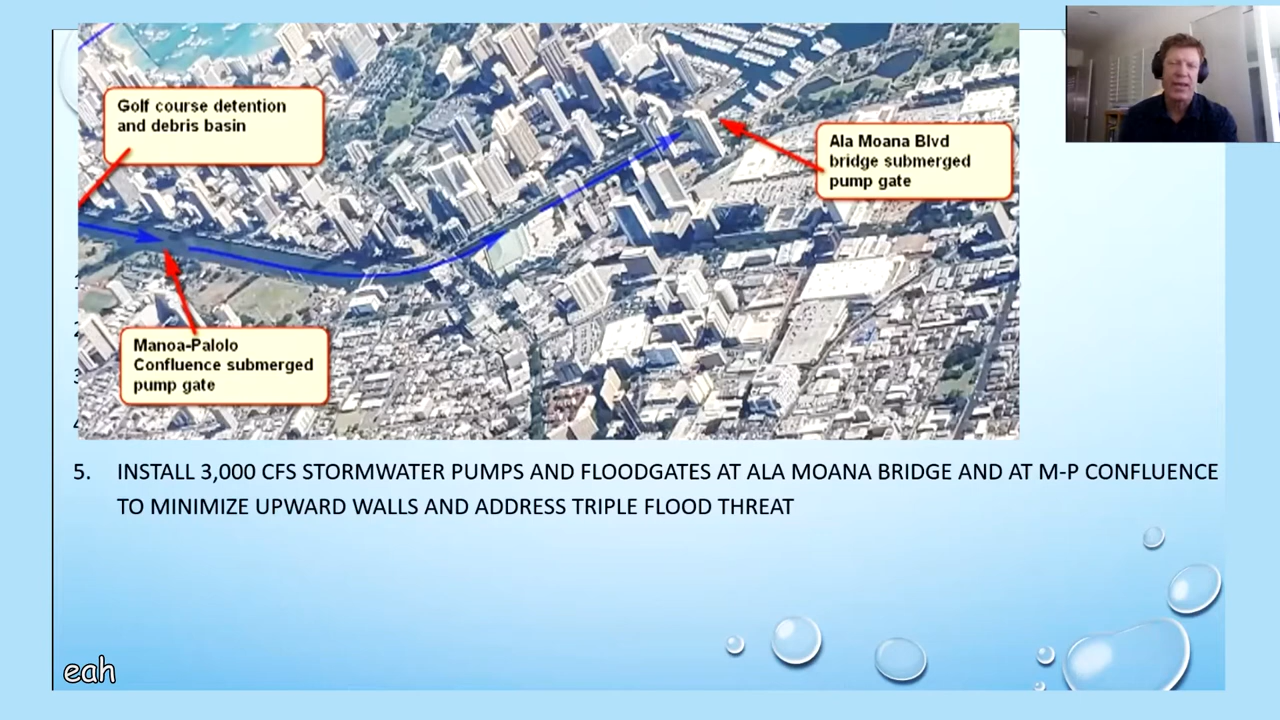 Golf course detention
and debris basin
Ala Moana Blvd
bridge submerged
pump gate
Manoa-Palolo
Confluence submerged
pump gate
5. INSTALL 3,000 CFS STORMWATER PUMPS AND FLOODGATES AT ALA MOANA BRIDGE AND AT M-P CONFLUENCE
TO MINIMIZE UPWARD WALLS AND ADDRESS TRIPLE FLOOD THREAT
eah